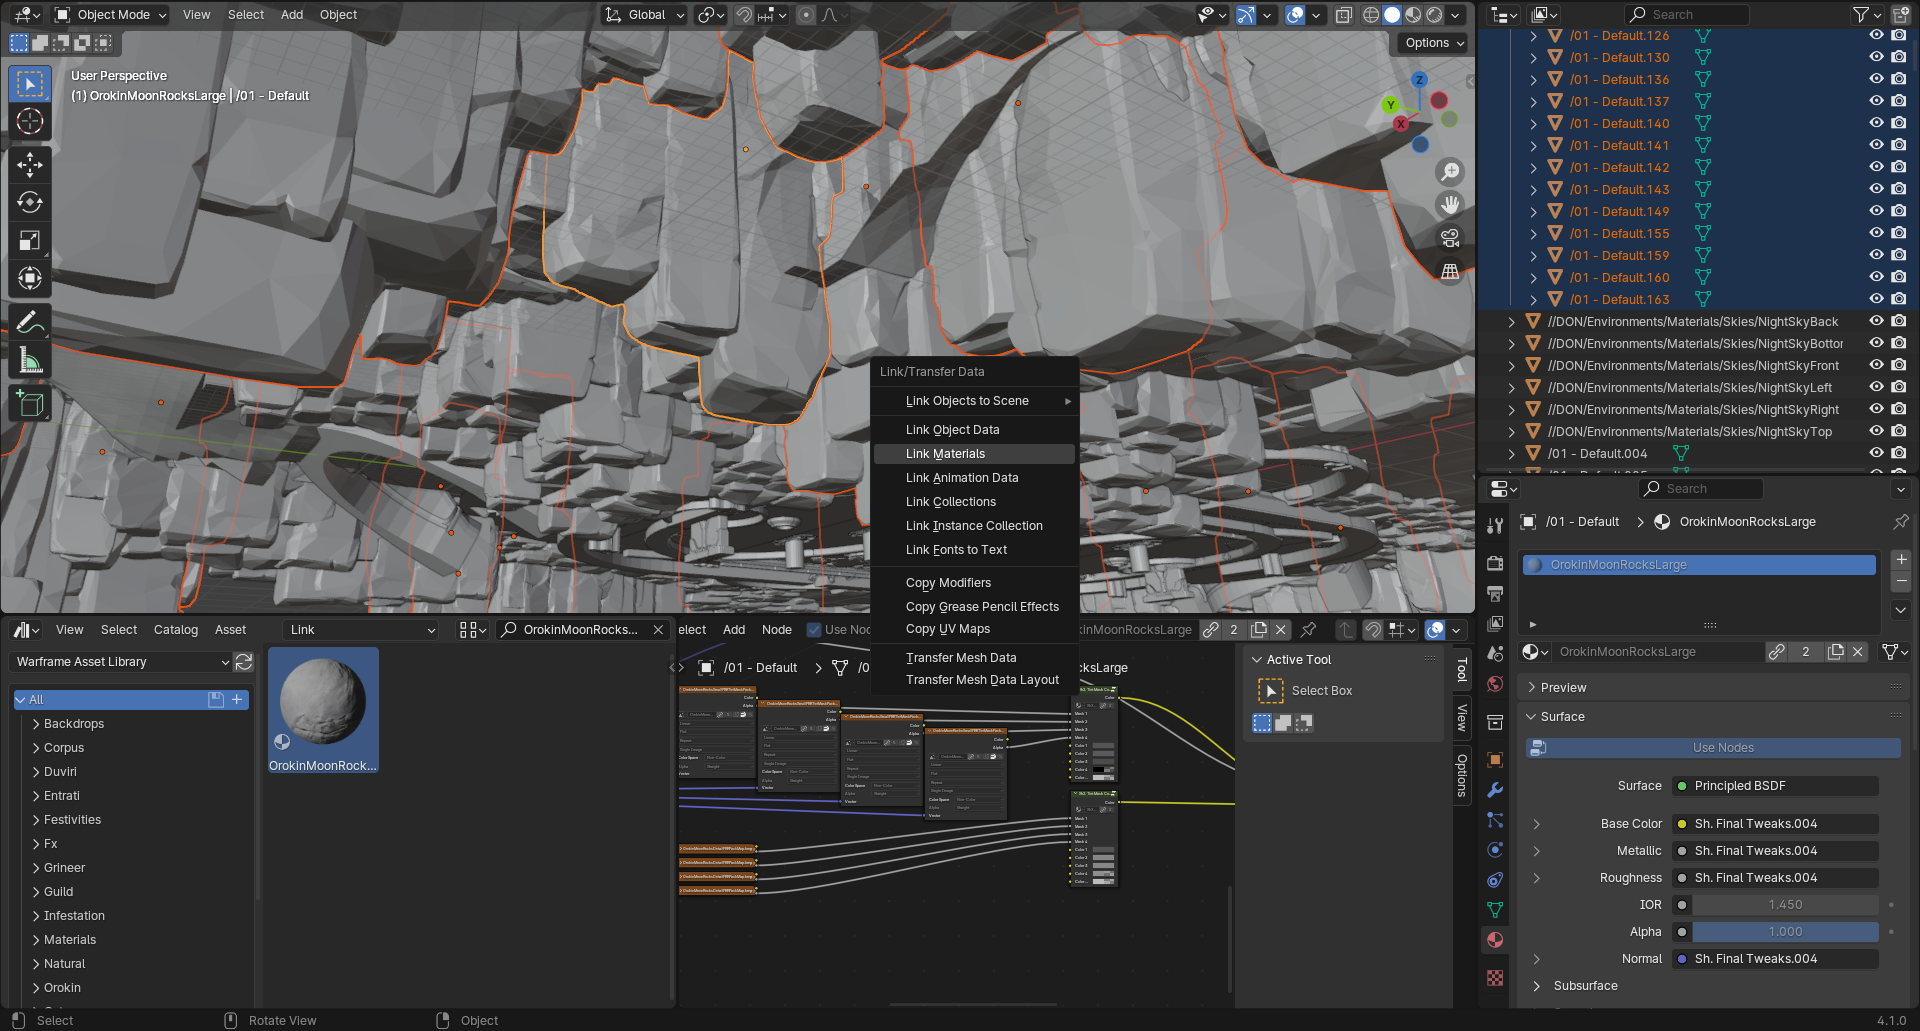 Object Mode
View
Select
Add
Object
Global
Search
Options
User Perspective
(1) OrokinMoonRocksLarge | /01 - Default
Z
Y
X
/01 - Default.126
/01 - Default.130
/01 - Default.136
/01 - Default.137
/01 - Default.140
/01 - Default.141
/01 - Default.142
/01 - Default.143
/01 - Default.149
/01 - Default.155
/01 - Default.159
/01 - Default.160
/01 - Default.163
//DON/Environments/Materials/Skies/NightSkyBack
//DON/Environments/Materials/Skies/NightSkyBottor
//DON/Environments/Materials/Skies/NightSkyFront
//DON/Environments/Materials/Skies/NightSkyLeft
//DON/Environments/Materials/Skies/NightSkyRight
//DON/Environments/Materials/Skies/NightSkyTop
/01 - Default.004
Link/Transfer Data
Link Objects to Scene
Link Object Data
Link Materials
Link Animation Data
Link Collections
Link Instance Collection
Link Fonts to Text
Copy Modifiers
Copy Grease Pencil Effects
Copy UV Maps
Transfer Mesh Data
Transfer Mesh Data Layout
View
Select
Catalog
Asset
Link
OrokinMoonRocks...
Warframe Asset Library
All
Backdrops
Corpus
Duviri
Entrati
Festivities
Fx
Grineer
Guild
Infestation
Materials
Natural
Orokin
OrokinMoonRock...
elect
Add
Node
Use Noc
inMoonRocksLarge
2
/01 - Default
/0
cksLarge
Active Tool
Select Box
Tool
View
Options
Search
/01 - Default
OrokinMoonRocksLarge
OrokinMoonRocksLarge
OrokinMoonRocksLarge
2
Preview
Surface
Use Nodes
Surface
Principled BSDF
Base Color
Sh. Final Tweaks.004
Metallic
Sh. Final Tweaks.004
Roughness
Sh. Final Tweaks.004
IOR
1.450
Alpha
1.000
Normal
Sh. Final Tweaks.004
Subsurface
Select
Rotate View
Object
4.1.0